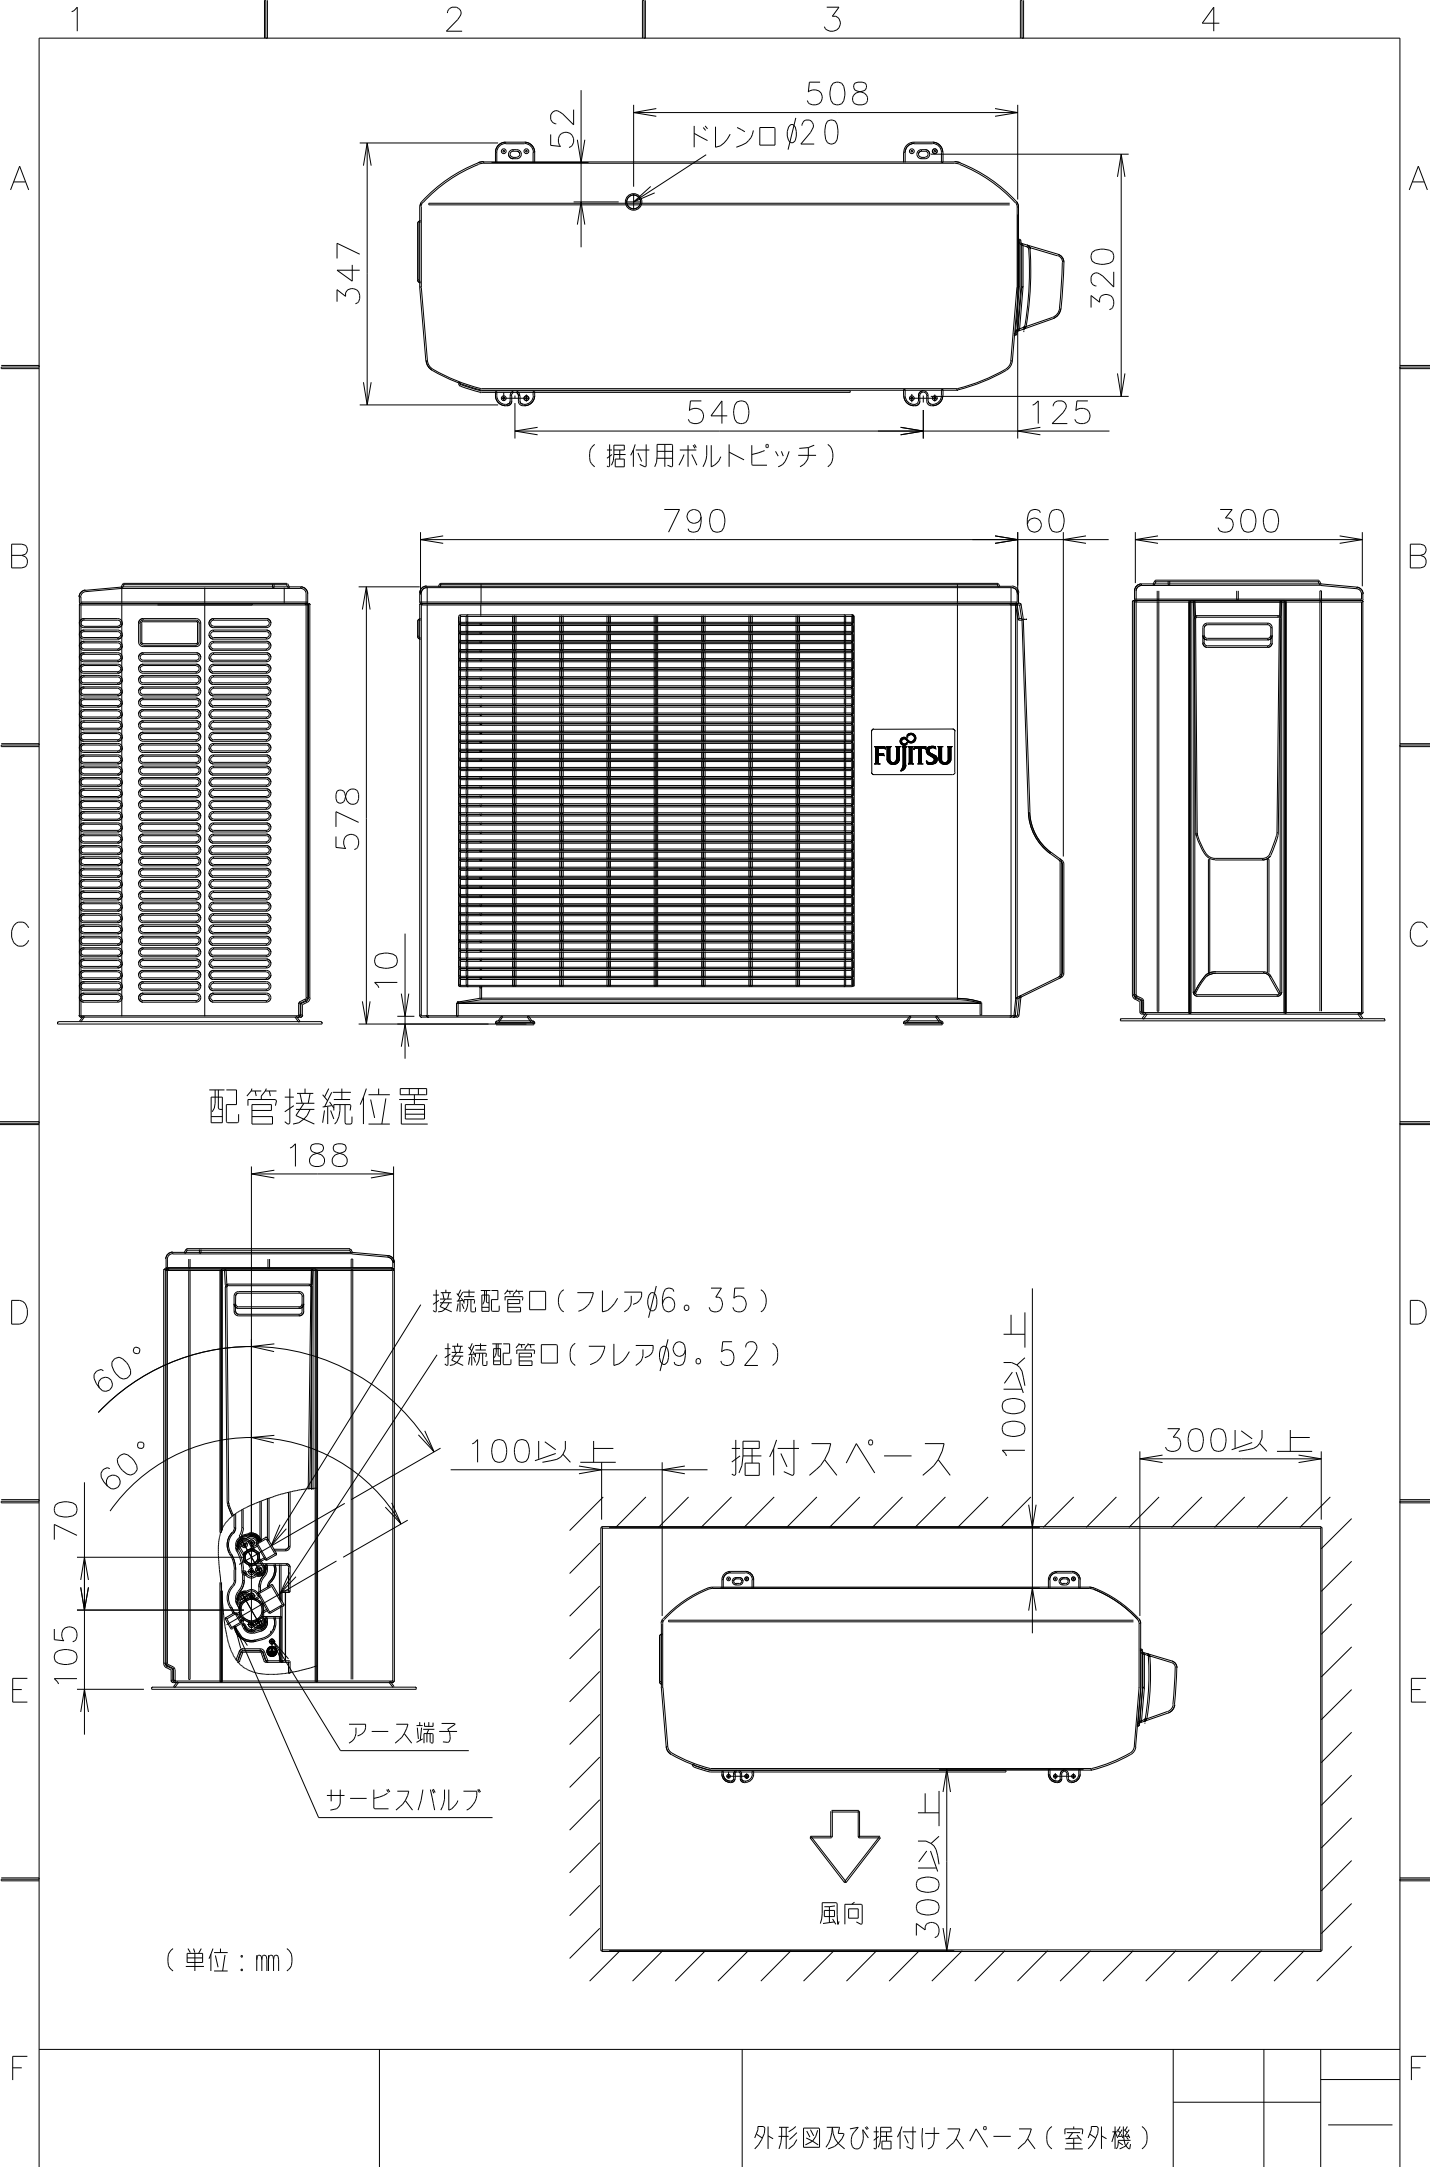 1 2 3 4
A A
508
52
ドレン口 φ20
347
320
540
125
(据付用ボルトピッチ)
790
60
300
B B
FUJITSU
578
10
C C
配管接続位置
188
D D
接続配管口(フレアφ6。35)
接続配管口(フレアφ9。52)
60°
60°
70
105
アース端子
サービスバルブ
100以上
据付スペース
100以上
300以上
E E
300以上
風向
(単位:mm)
F F
外形図及び据付けスペース(室外機)